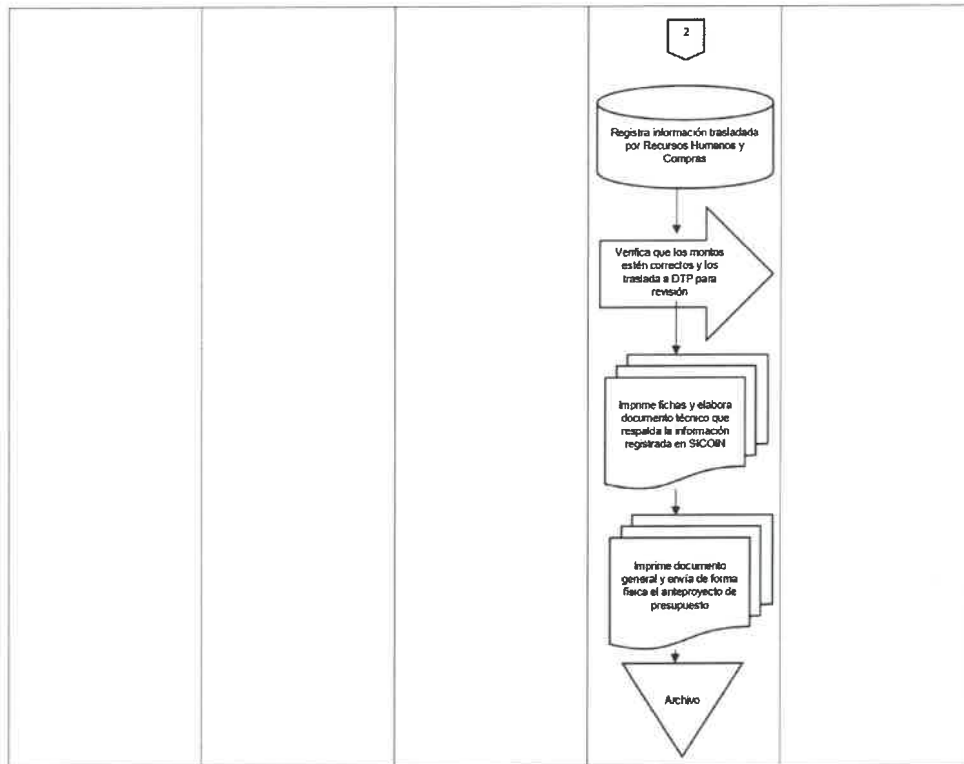 2
Registra información trasladada
por Recursos Humanos y
Compras
Verifica que los montos
estén correctos y los
traslada a DTP para
revisión
Imprime fichas y elabora
documento técnico que
respalda la información
registrada en SICOIN
Imprime documento
general y envía de forma
física el anteproyecto de
presupuesto
Archivo